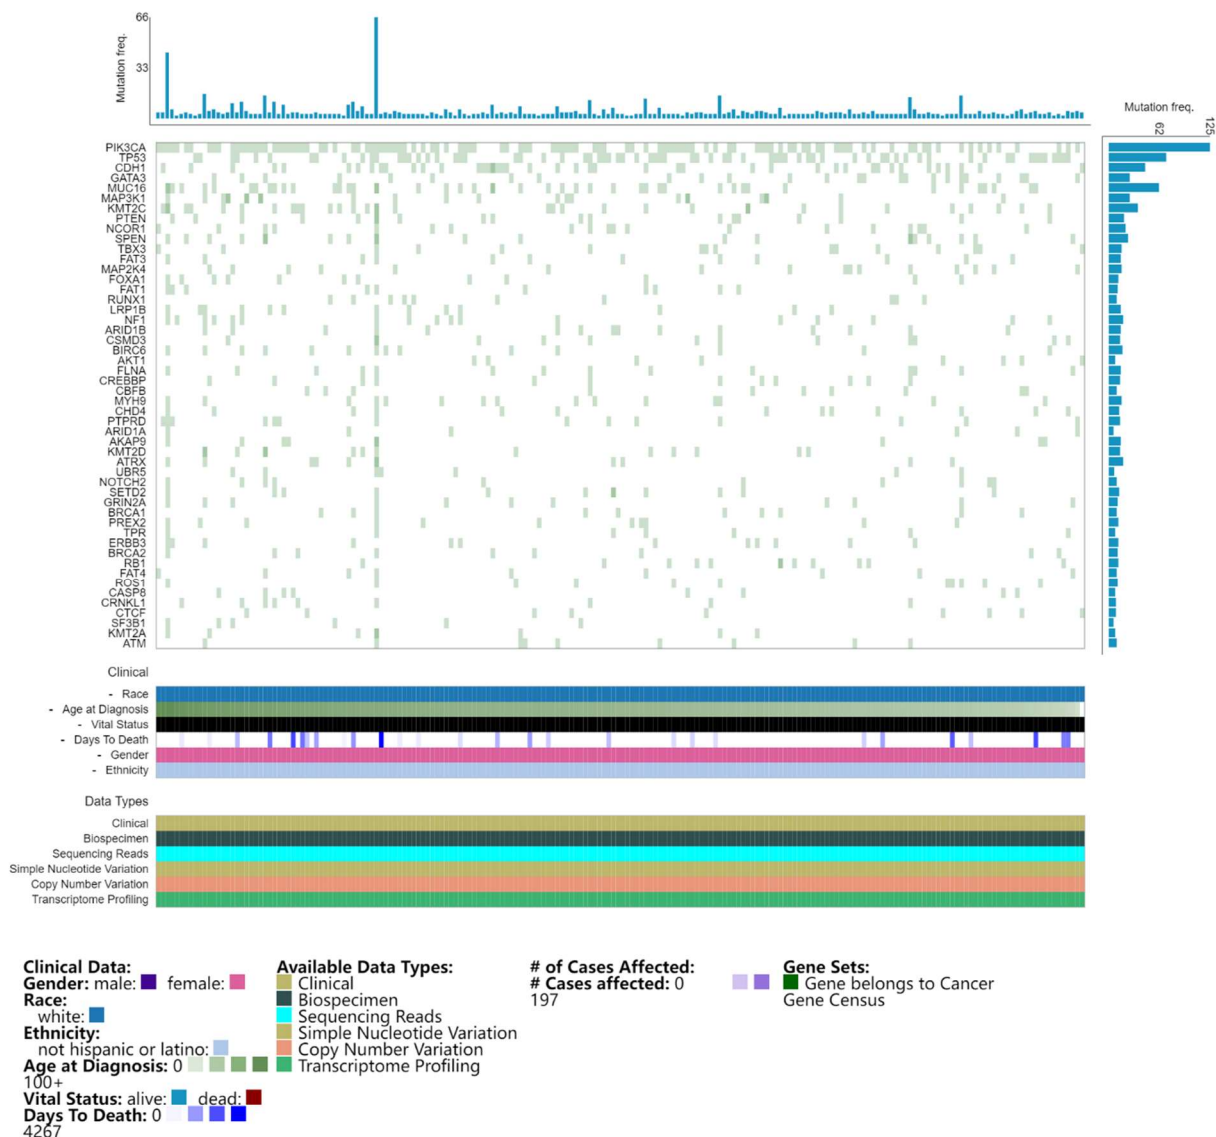 Mutation freq.
66
33
Mutation freq.
62
125
PIK3CA
TP53
CDH1
GATA3
MUC16
MAP3K1
KMT2C
PTEN
NCOR1
SPEN
TBX3
FAT3
MAP2K4
FOXA1
FAT1
RUNX1
LRP1B
NF1
ARID1B
CSMD3
BIRC6
AKT1
FLNA
CREBBP
CBFB
MYH9
CHD4
PTPRD
ARID1A
AKAP9
KMT2D
ATRX
UBR5
NOTCH2
SETD2
GRIN2A
BRCA1
PREX2
TPR
ERBB3
BRCA2
RB1
FAT4
ROS1
CASP8
CRNKL1
CTCF
SF3B1
KMT2A
ATM
Clinical
- Race
- Age at Diagnosis
- Vital Status
- Days To Death
- Gender
- Ethnicity
Data Types
Clinical
Biospecimen
Sequencing Reads
Simple Nucleotide Variation
Copy Number Variation
Transcriptome Profiling
Clinical Data:
Gender: male: female:
Race:
white:
Ethnicity:
not hispanic or latino:
Age at Diagnosis: 0
100+
Vital Status: alive: dead:
Days To Death: 0
4267
Available Data Types:
Clinical
Biospecimen
Sequencing Reads
Simple Nucleotide Variation
Copy Number Variation
Transcriptome Profiling
# of Cases Affected:
# Cases affected: 0
197
Gene Sets:
Gene belongs to Cancer
Gene Census